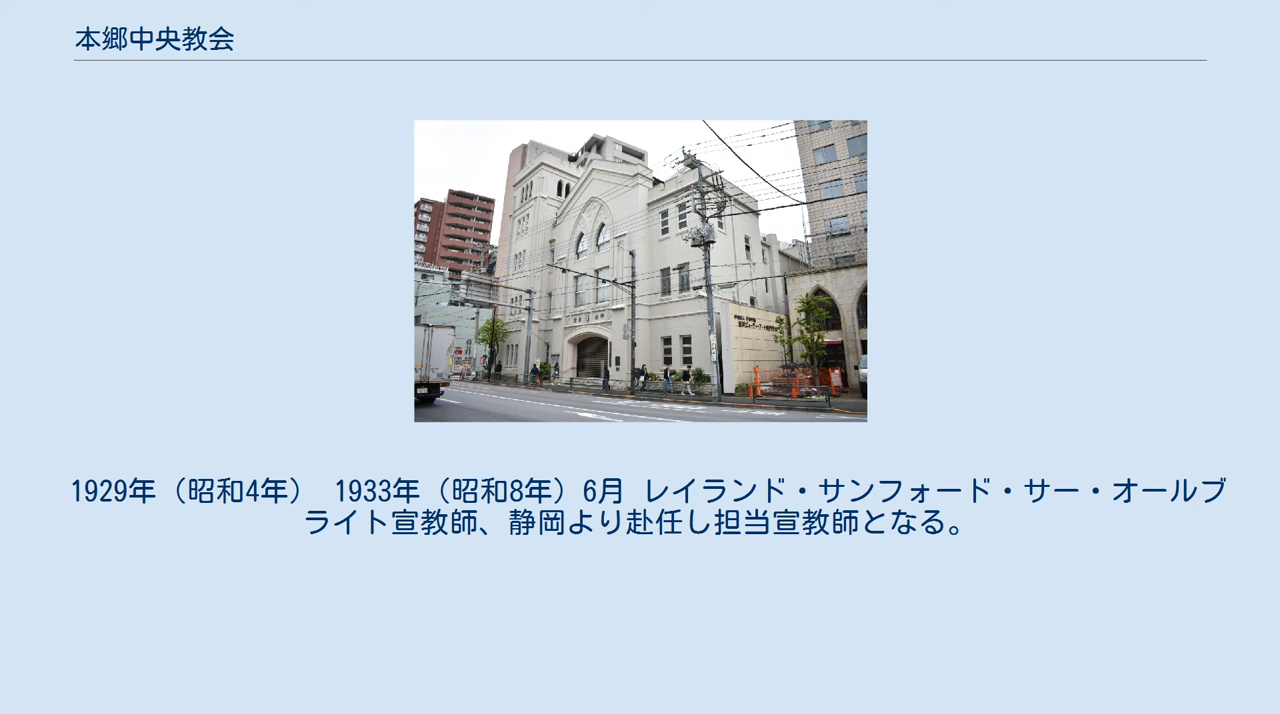 本郷中央教会
1929年（昭和4年） 1933年（昭和8年）6月 レイランド・サンフォード・サー・オールブ
ライト宣教師、静岡より赴任し担当宣教師となる。